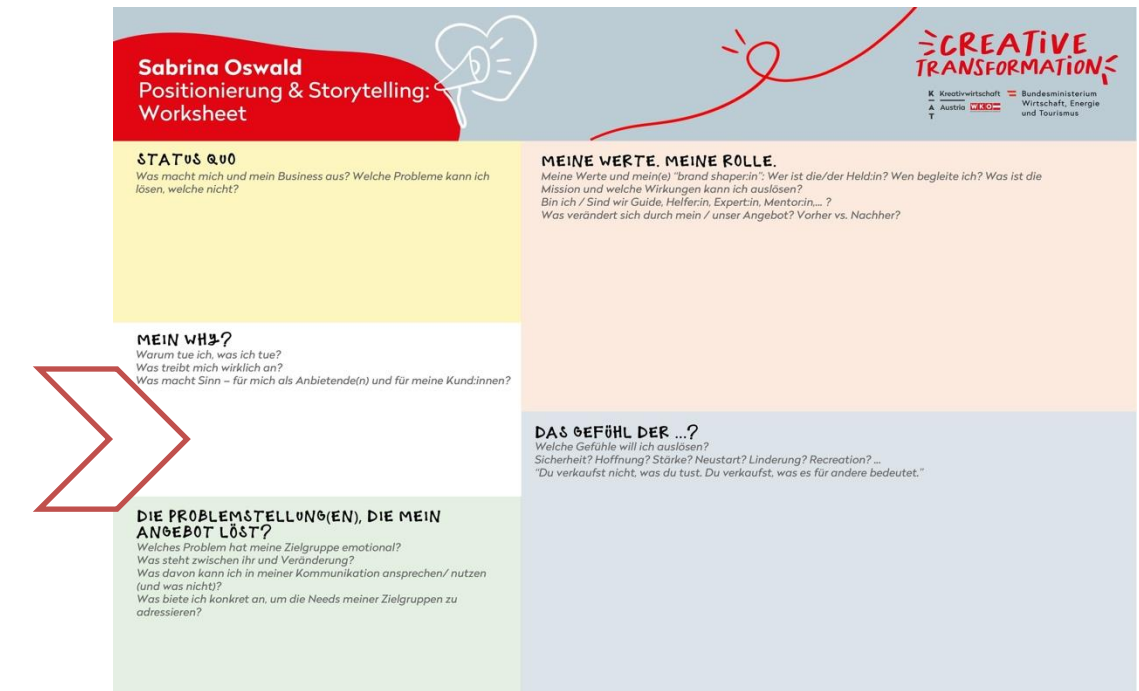 Sabrina Oswald
Positionierung & Storytelling:
Worksheet
CREATiVE
TRANSFORMATiON
K Kreativwirtschaft
A Austria WKO
T
Bundesministerium
Wirtschaft, Energie
und Tourismus
STATUS QUO
Was macht mich und mein Business aus? Welche Probleme kann ich
lösen, welche nicht?
MEIN WHY?
Warum tue ich, was ich tue?
Was treibt mich wirklich an?
Was macht Sinn – für mich als Anbietende(n) und für meine Kund:innen?
DIE PROBLEMSTELLUNG(EN), DIE MEIN
ANGEBOT LÖST?
Welches Problem hat meine Zielgruppe emotional?
Was steht zwischen ihr und Veränderung?
Was davon kann ich in meiner Kommunikation ansprechen/ nutzen
(und was nicht)?
Was biete ich konkret an, um die Needs meiner Zielgruppen zu
adressieren?
MEINE WERTE. MEINE ROLLE.
Meine Werte und mein(e) "brand shaper:in": Wer ist die/der Held:in? Wen begleite ich? Was ist die
Mission und welche Wirkungen kann ich auslösen?
Bin ich / Sind wir Guide, Helfer:in, Expert:in, Mentor:in,... ?
Was verändert sich durch mein / unser Angebot? Vorher vs. Nachher?
DAS GEFÜHL DER ...?
Welche Gefühle will ich auslösen?
Sicherheit? Hoffnung? Stärke? Neustart? Linderung? Recreation? ...
"Du verkaufst nicht, was du tust. Du verkaufst, was es für andere bedeutet."